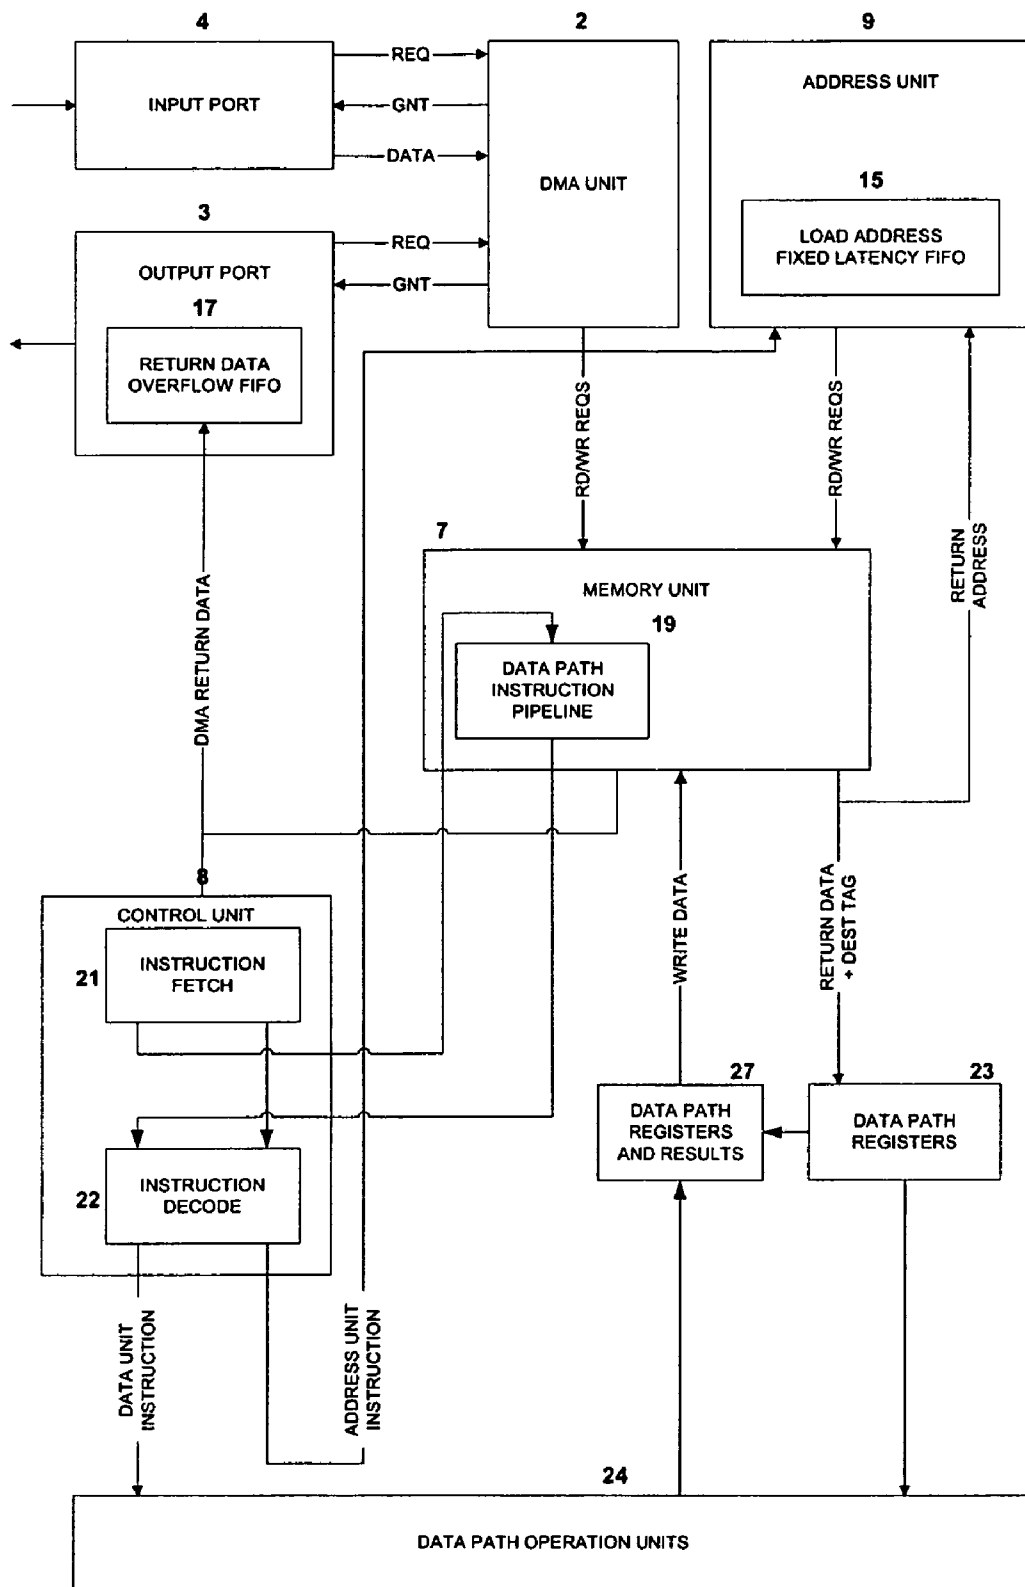 4
2
9
INPUT PORT
REQ
GNT
DATA
DMA UNIT
ADDRESS UNIT
15
LOAD ADDRESS
FIXED LATENCY FIFO
3
OUTPUT PORT
REQ
GNT
17
RETURN DATA
OVERFLOW FIFO
RD/WR REQS
RD/WR REQS
RETURN
ADDRESS
DMA RETURN DATA
7
MEMORY UNIT
19
DATA PATH
INSTRUCTION
PIPELINE
8
CONTROL UNIT
21
INSTRUCTION
FETCH
22
INSTRUCTION
DECODE
WRITE DATA
RETURN DATA
+ DEST TAG
27
DATA PATH
REGISTERS
AND RESULTS
23
DATA PATH
REGISTERS
DATA UNIT
INSTRUCTION
ADDRESS UNIT
INSTRUCTION
24
DATA PATH OPERATION UNITS